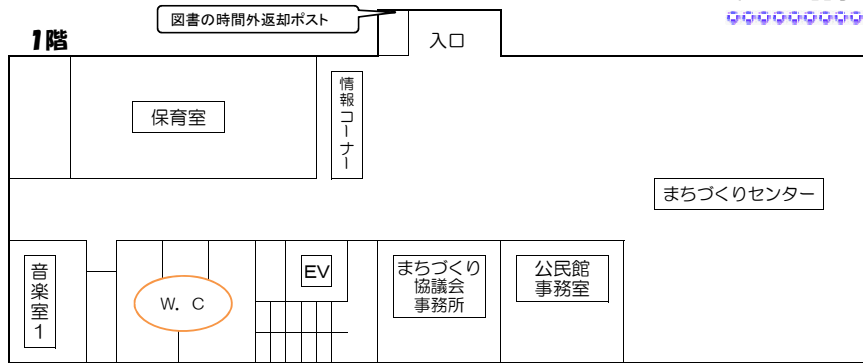 図書の時間外返却ポスト
1階
入口
保育室
情報コーナー
まちづくりセンター
音楽室1
W．C
EV
まちづくり
協議会
事務所
公民館
事務室